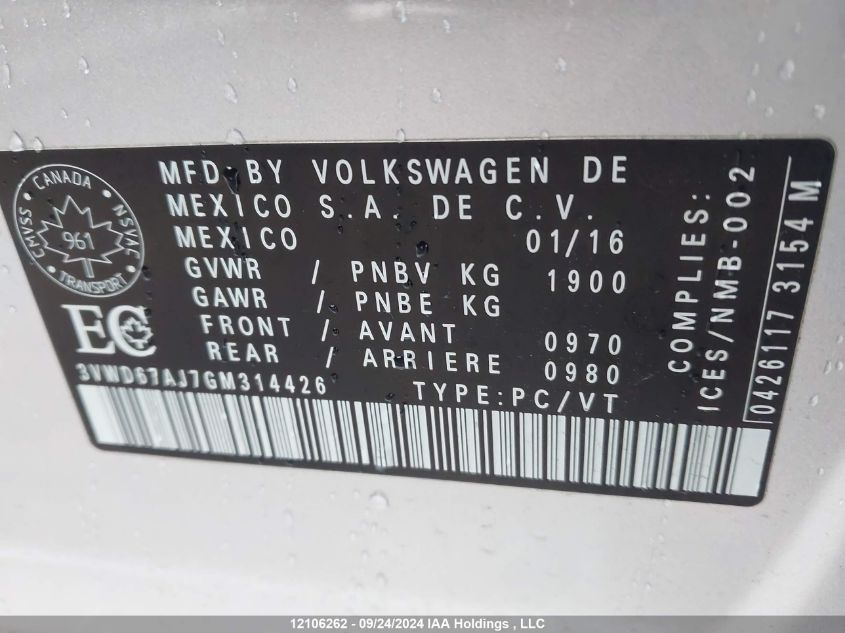 MFD BY VOLKSWAGEN DE
MEXICO S.A. DE C.V.
MEXICO 01/16
GVWR / PNBV KG 1900
GAWR / PNBE KG
FRONT / AVANT 0970
REAR / ARRIERE 0980
3VWD67AJ7GM314426 TYPE:PC/VT
CANADA
CMVSS
NSVAC
961
TRANSPORT
EC
COMPLIES:
ICES/NMB-002
0426117 3154 M
12106262 - 09/24/2024 IAA Holdings , LLC